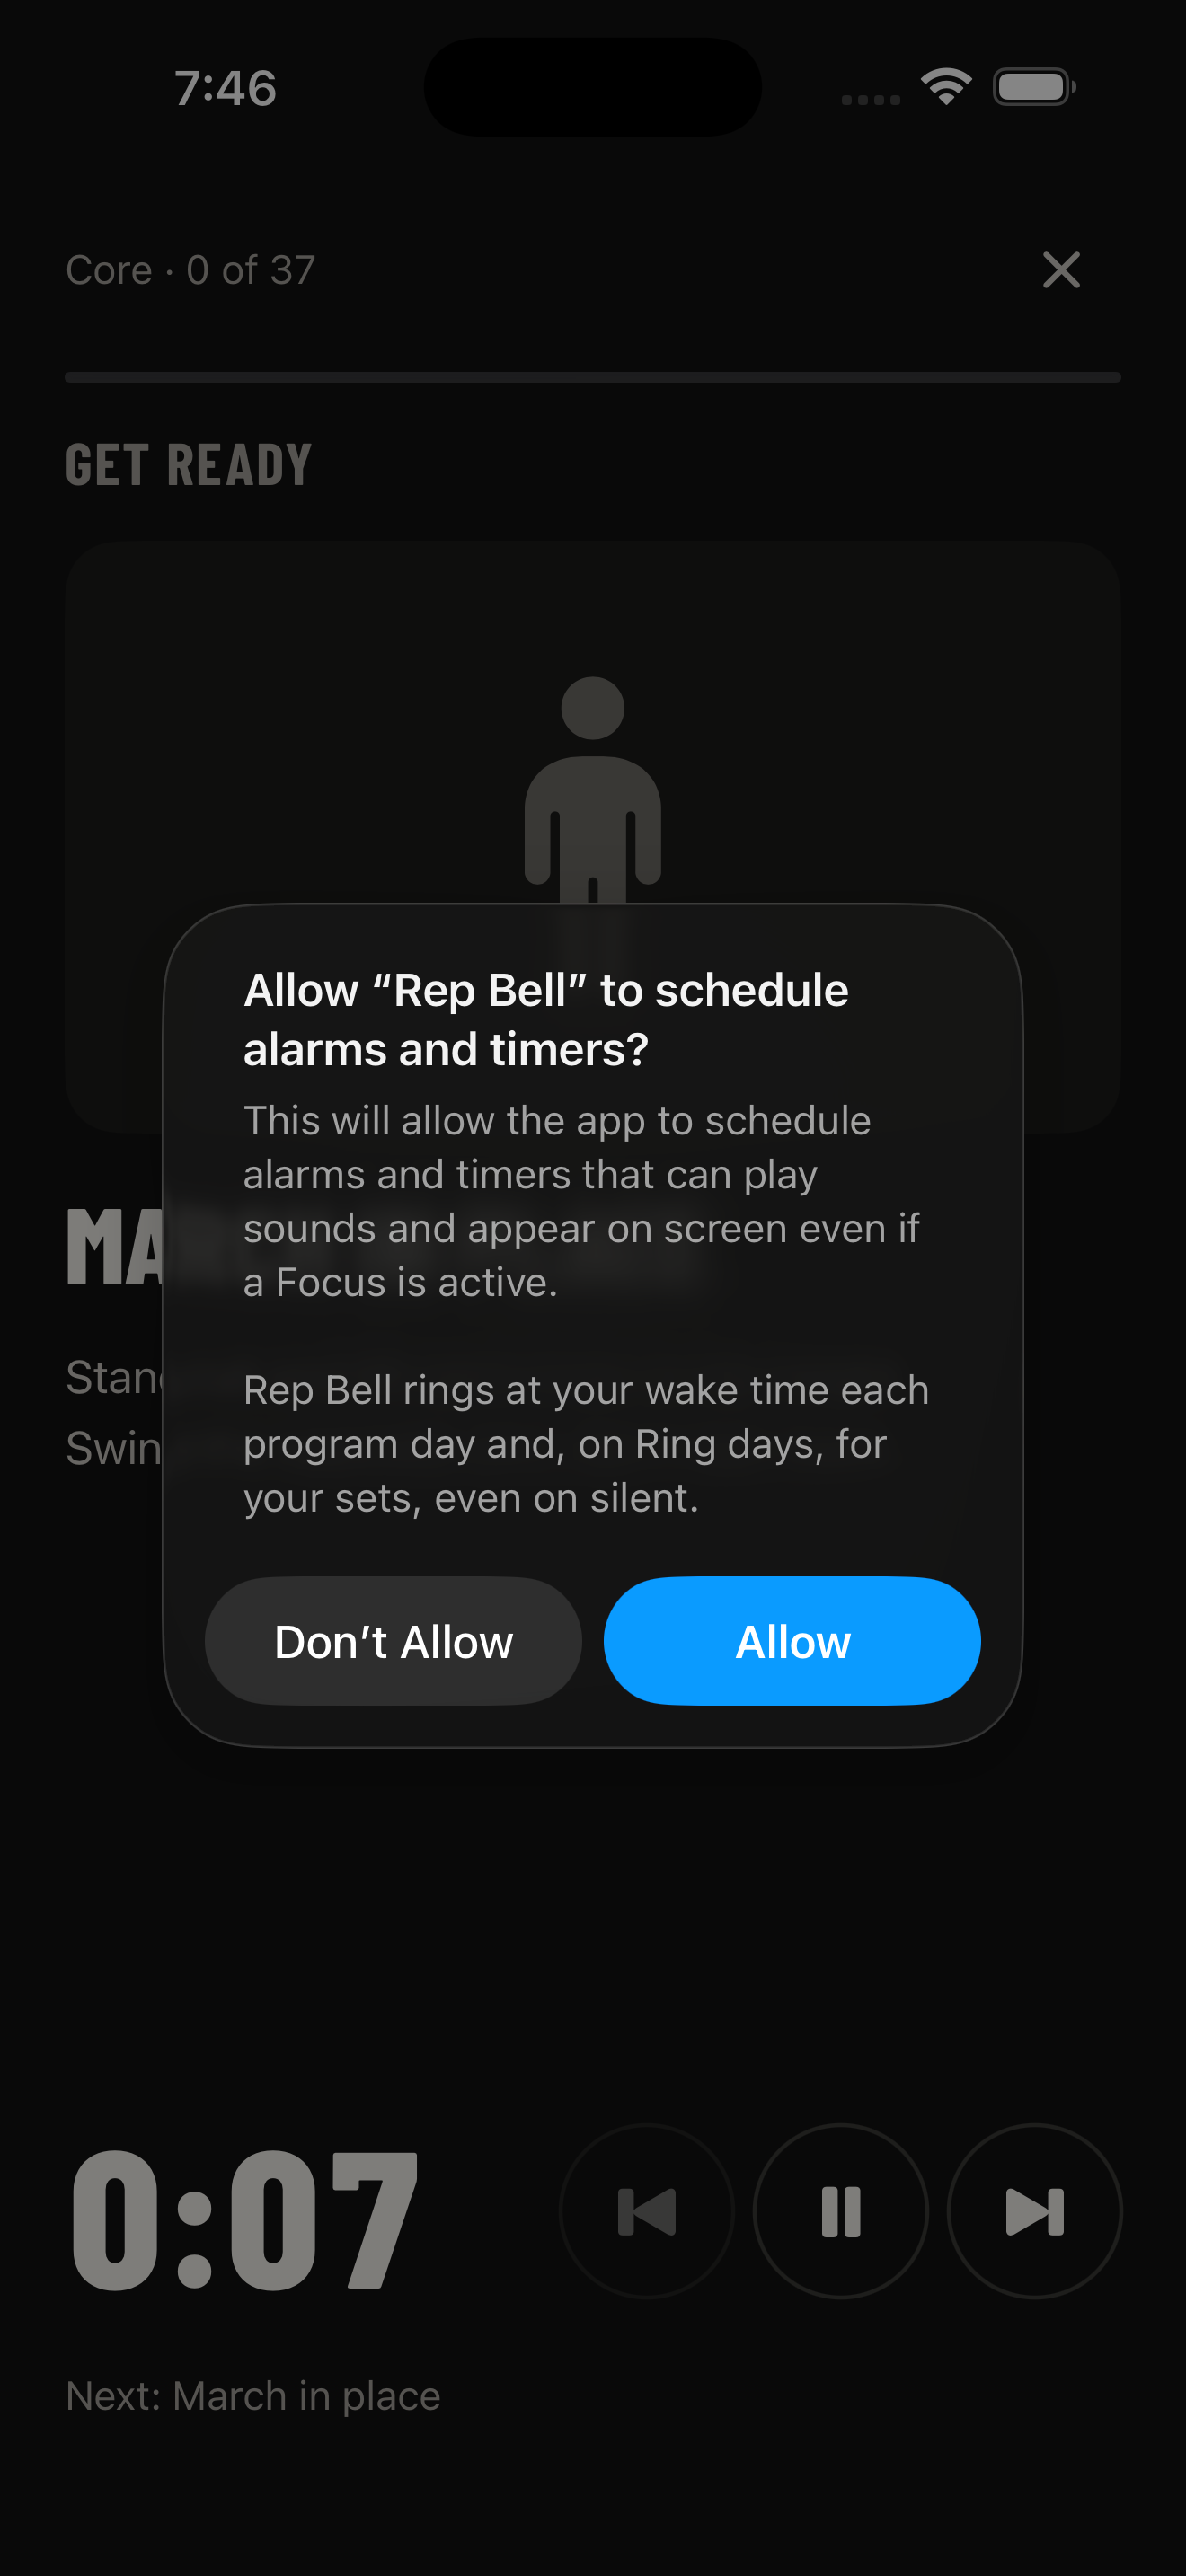 7:46
Core · 0 of 37
GET READY
Allow “Rep Bell” to schedule
alarms and timers?
This will allow the app to schedule
alarms and timers that can play
sounds and appear on screen even if
a Focus is active.
Rep Bell rings at your wake time each
program day and, on Ring days, for
your sets, even on silent.
Don’t Allow
Allow
0:07
Next: March in place